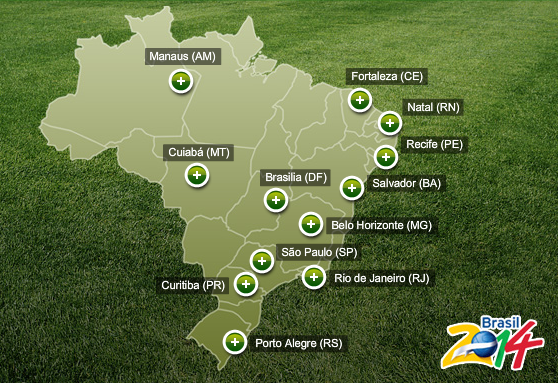 Manaus (AM)
Fortaleza (CE)
Natal (RN)
Recife (PE)
Cuiabá (MT)
Brasilia (DF)
Salvador (BA)
Belo Horizonte (MG)
São Paulo (SP)
Rio de Janeiro (RJ)
Curitiba (PR)
Porto Alegre (RS)
Brasil
2014